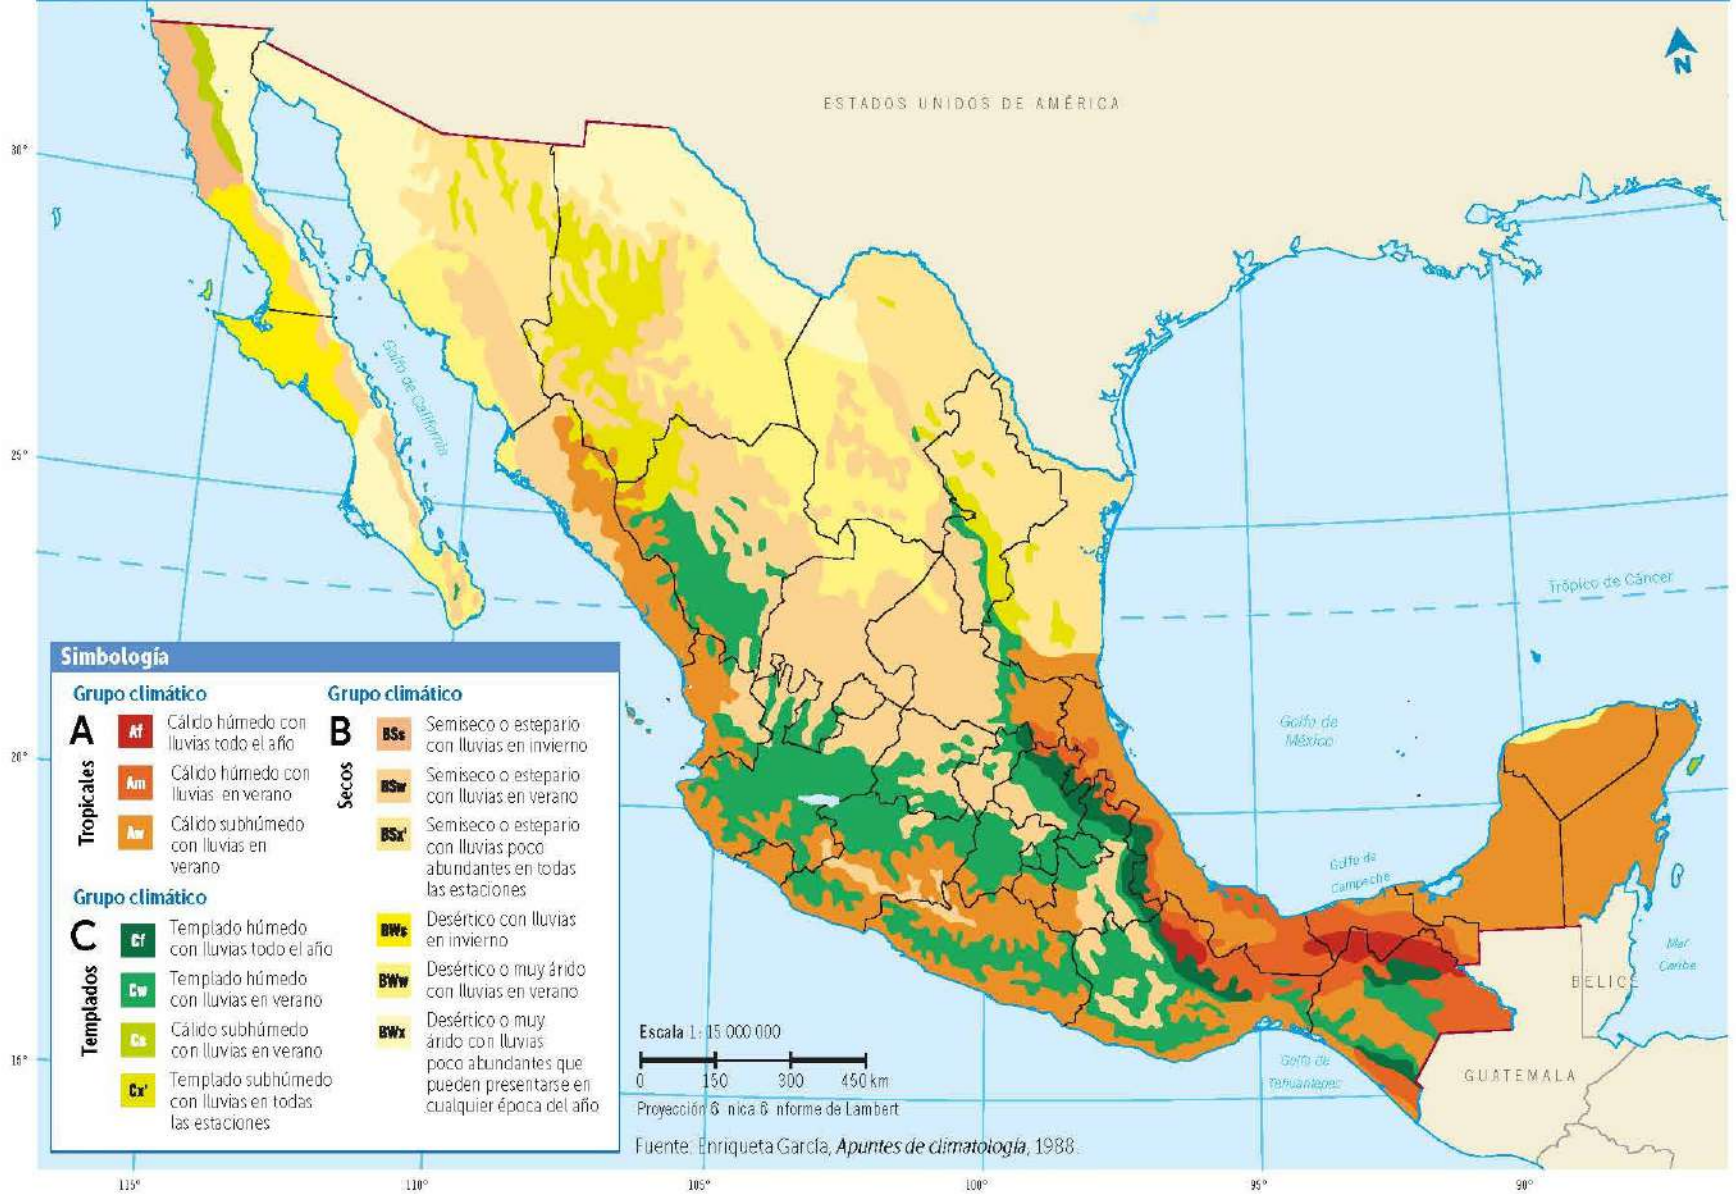 N
ESTADOS UNIDOS DE AMÉRICA
30°
25°
20°
15°
Golfo de California
Trópico de Cáncer
Golfo de
México
Golfo de
Campeche
Mar
Caribe
BELICE
GUATEMALA
Golfo de
Tehuantepec
Simbología
Grupo climático
A
Tropicales
Af
Cálido húmedo con
lluvias todo el año
Am
Cálido húmedo con
lluvias en verano
Aw
Cálido subhúmedo
con lluvias en
verano
Grupo climático
C
Templados
Cf
Templado húmedo
con lluvias todo el año
Cw
Templado húmedo
con lluvias en verano
Cs
Cálido subhúmedo
con lluvias en verano
Cx'
Templado subhúmedo
con lluvias en todas
las estaciones
Grupo climático
B
Secos
BSs
Semiseco o estepario
con lluvias en invierno
BSw
Semiseco o estepario
con lluvias en verano
BSx'
Semiseco o estepario
con lluvias poco
abundantes en todas
las estaciones
BWs
Desértico con lluvias
en invierno
BWw
Desértico o muy árido
con lluvias en verano
BWx
Desértico o muy
árido con lluvias
poco abundantes que
pueden presentarse en
cualquier época del año
Escala 1: 15 000 000
0 150 300 450 km
Proyección 6 nica 6 nforme de Lambert
Fuente: Enriqueta García, Apuntes de climatología, 1988.
115° 110° 105° 100° 95° 90°